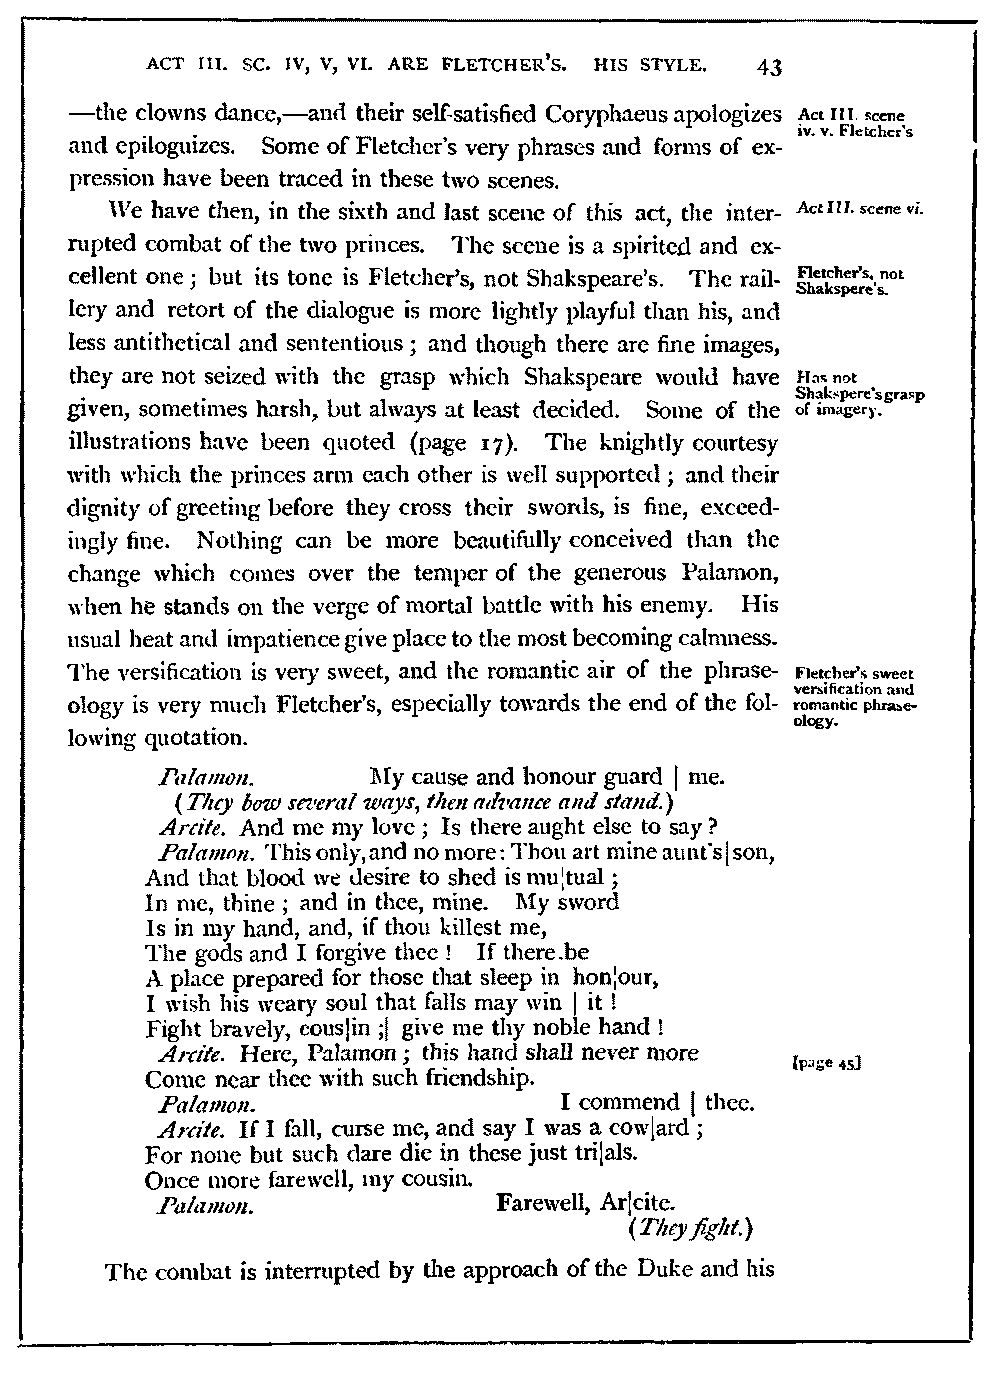 ACT III. SC. IV, V, VI. ARE FLETCHER'S. HIS STYLE. 43
—the clowns dance,—and their self-satisfied Coryphaeus apologizes
and epiloguizes. Some of Fletcher's very phrases and forms of ex-
pression have been traced in these two scenes.
Act III. scene
iv. v. Fletcher's
We have then, in the sixth and last scene of this act, the inter-
Act III. scene vi.
rupted combat of the two princes. The scene is a spirited and ex-
cellent one; but its tone is Fletcher's, not Shakspeare's. The rail-
Fletcher's, not
Shakspere's.
lery and retort of the dialogue is more lightly playful than his, and
less antithetical and sententious; and though there are fine images,
they are not seized with the grasp which Shakspeare would have
given, sometimes harsh, but always at least decided. Some of the
Has not
Shakspere's grasp
of imagery.
illustrations have been quoted (page 17). The knightly courtesy
with which the princes arm each other is well supported; and their
dignity of greeting before they cross their swords, is fine, exceed-
ingly fine. Nothing can be more beautifully conceived than the
change which comes over the temper of the generous Palamon,
when he stands on the verge of mortal battle with his enemy. His
usual heat and impatience give place to the most becoming calmness.
The versification is very sweet, and the romantic air of the phrase-
ology is very much Fletcher's, especially towards the end of the fol-
lowing quotation.
Fletcher's sweet
versification and
romantic phrase-
ology.
Palamon. My cause and honour guard | me.
(They bow several ways, then advance and stand.)
Arcite. And me my love; Is there aught else to say?
Palamon. This only, and no more: Thou art mine aunt's|son,
And that blood we desire to shed is mu|tual;
In me, thine; and in thee, mine. My sword
Is in my hand, and, if thou killest me,
The gods and I forgive thee! If there be
A place prepared for those that sleep in hon|our,
I wish his weary soul that falls may win | it!
Fight bravely, cous|in;| give me thy noble hand!
Arcite. Here, Palamon; this hand shall never more
[page 45]
Come near thee with such friendship.
Palamon. I commend | thee.
Arcite. If I fall, curse me, and say I was a cow|ard;
For none but such dare die in these just tri|als.
Once more farewell, my cousin.
Palamon. Farewell, Ar|cite.
(They fight.)
The combat is interrupted by the approach of the Duke and his